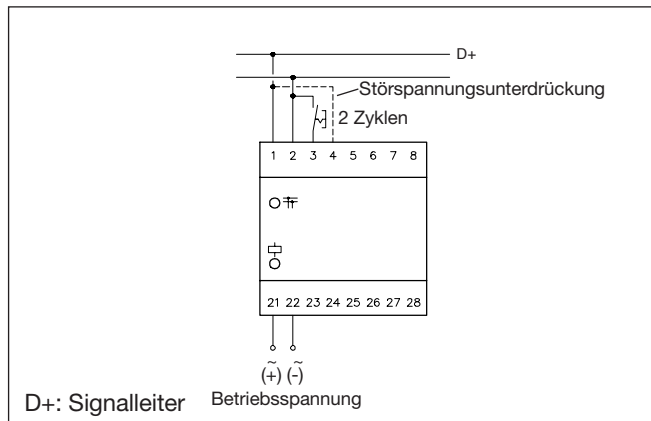 D+
Störspannungsunterdrückung
2 Zyklen
1 2 3 4 5 6 7 8
21 22 23 24 25 26 27 28
~ ~
(+) (-)
D+: Signalleiter Betriebsspannung